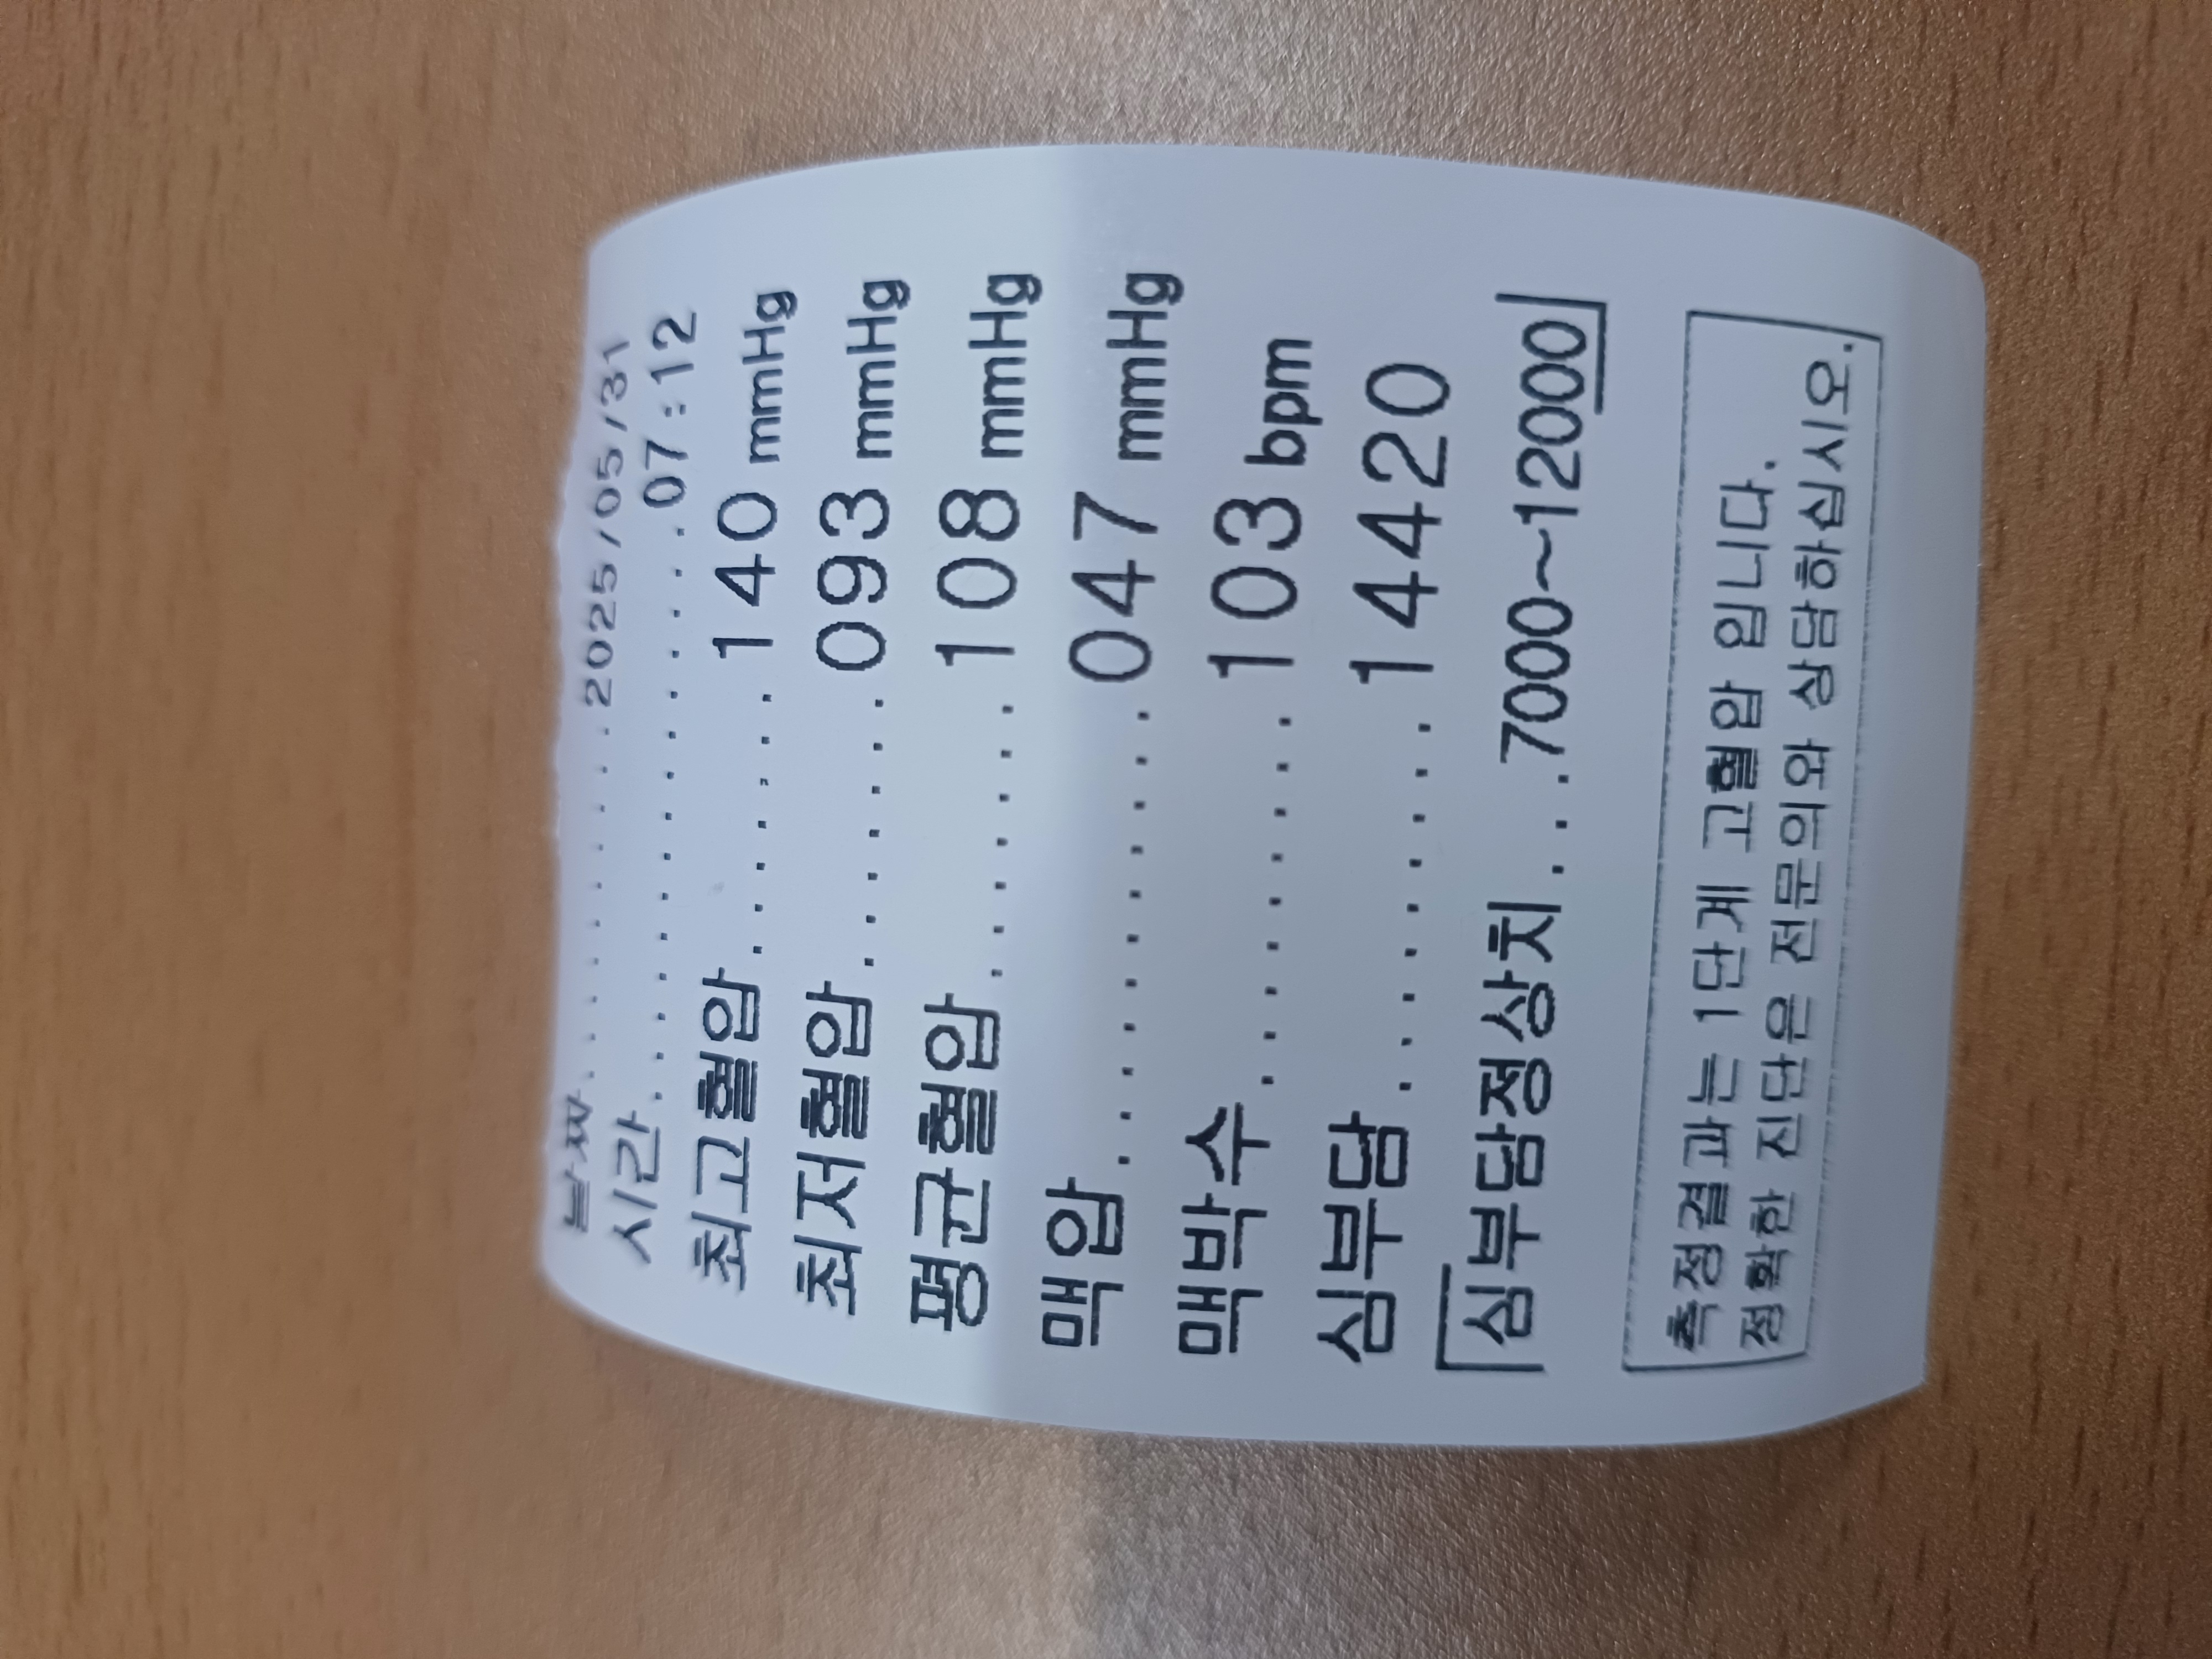 날짜............2025/05/31
시간................07:12
최고혈압.......140 mmHg
최저혈압.......093 mmHg
평균혈압.......108 mmHg
맥압...........047 mmHg
맥박수.........103 bpm
심부담.........14420
심부담정상치...7000~12000
측정결과는 1단계 고혈압 입니다.
정확한 진단은 전문의와 상담하십시오.